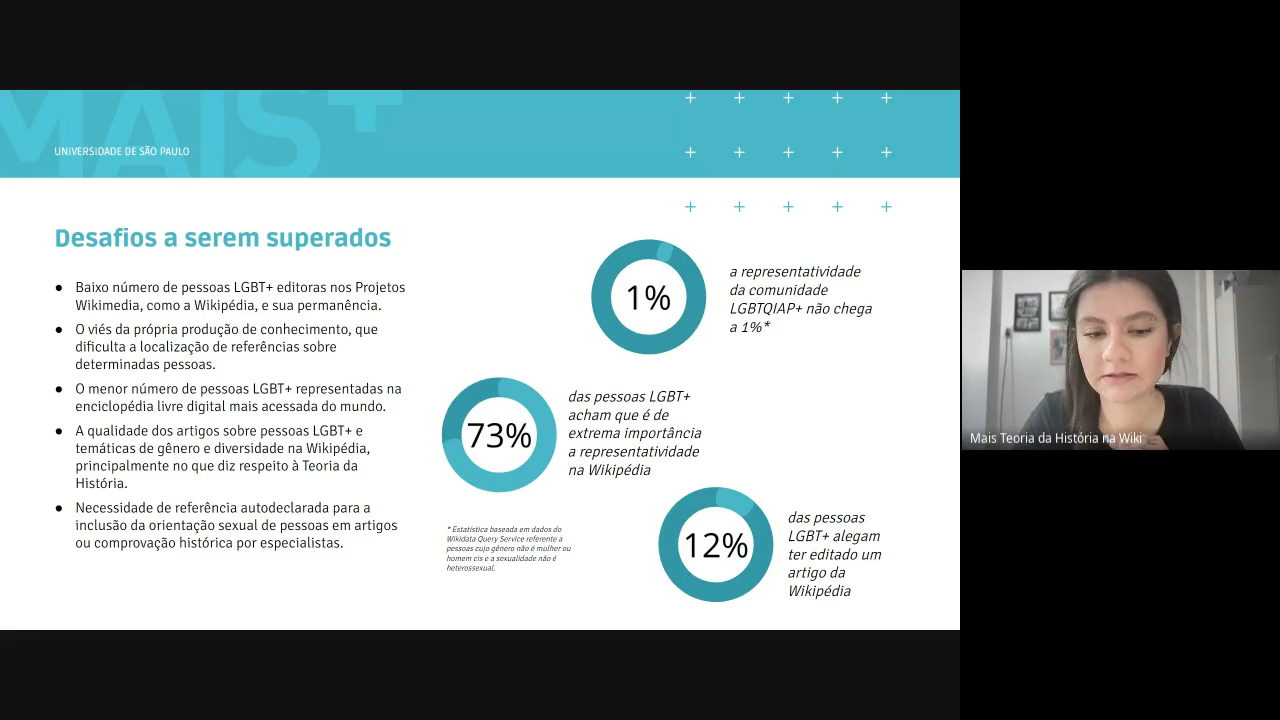 MAIS+
UNIVERSIDADE DE SÃO PAULO
Desafios a serem superados
● Baixo número de pessoas LGBT+ editoras nos Projetos
Wikimedia, como a Wikipédia, e sua permanência.
● O viés da própria produção de conhecimento, que
dificulta a localização de referências sobre
determinadas pessoas.
● O menor número de pessoas LGBT+ representadas na
enciclopédia livre digital mais acessada do mundo.
● A qualidade dos artigos sobre pessoas LGBT+ e
temáticas de gênero e diversidade na Wikipédia,
principalmente no que diz respeito à Teoria da
História.
● Necessidade de referência autodeclarada para a
inclusão da orientação sexual de pessoas em artigos
ou comprovação histórica por especialistas.
1%
a representatividade
da comunidade
LGBTQIAP+ não chega
a 1%*
73%
das pessoas LGBT+
acham que é de
extrema importância
a representatividade
na Wikipédia
12%
das pessoas
LGBT+ alegam
ter editado um
artigo da
Wikipédia
* Estatística baseada em dados do
Wikidata Query Service referente a
pessoas cujo gênero não é mulher ou
homem cis e a sexualidade não é
heterossexual.
Mais Teoria da História na Wiki